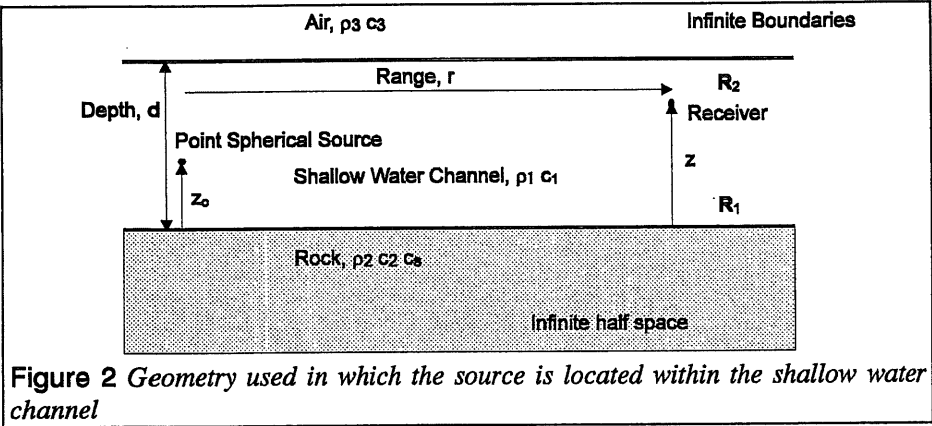 Air, ρ3 c3 Infinite Boundaries
Range, r R2
Depth, d Receiver
Point Spherical Source
Shallow Water Channel, ρ1 c1 z
zo R1
Rock, ρ2 c2 cs
Infinite half space
Figure 2 Geometry used in which the source is located within the shallow water
channel